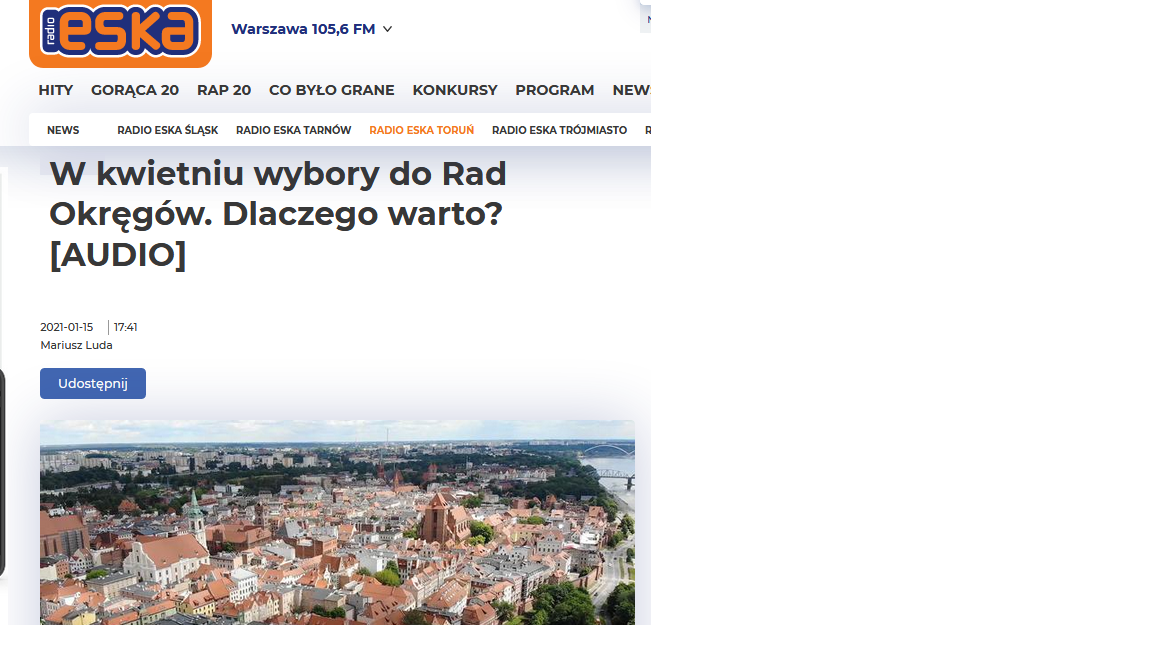 radio eska
Warszawa 105,6 FM
HITY GORĄCA 20 RAP 20 CO BYŁO GRANE KONKURSY PROGRAM NEWS
NEWS RADIO ESKA ŚLĄSK RADIO ESKA TARNÓW RADIO ESKA TORUŃ RADIO ESKA TRÓJMIASTO
W kwietniu wybory do Rad
Okręgów. Dlaczego warto?
[AUDIO]
2021-01-15 17:41
Mariusz Luda
Udostępnij